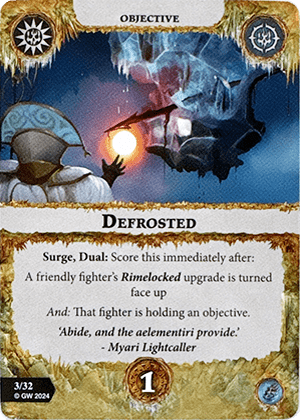 OBJECTIVE
DEFROSTED
Surge, Dual: Score this immediately after:
A friendly fighter's Rimelocked upgrade is turned
face up
And: That fighter is holding an objective.
'Abide, and the aelementiri provide.'
- Myari Lightcaller
3/32
© GW 2024
1